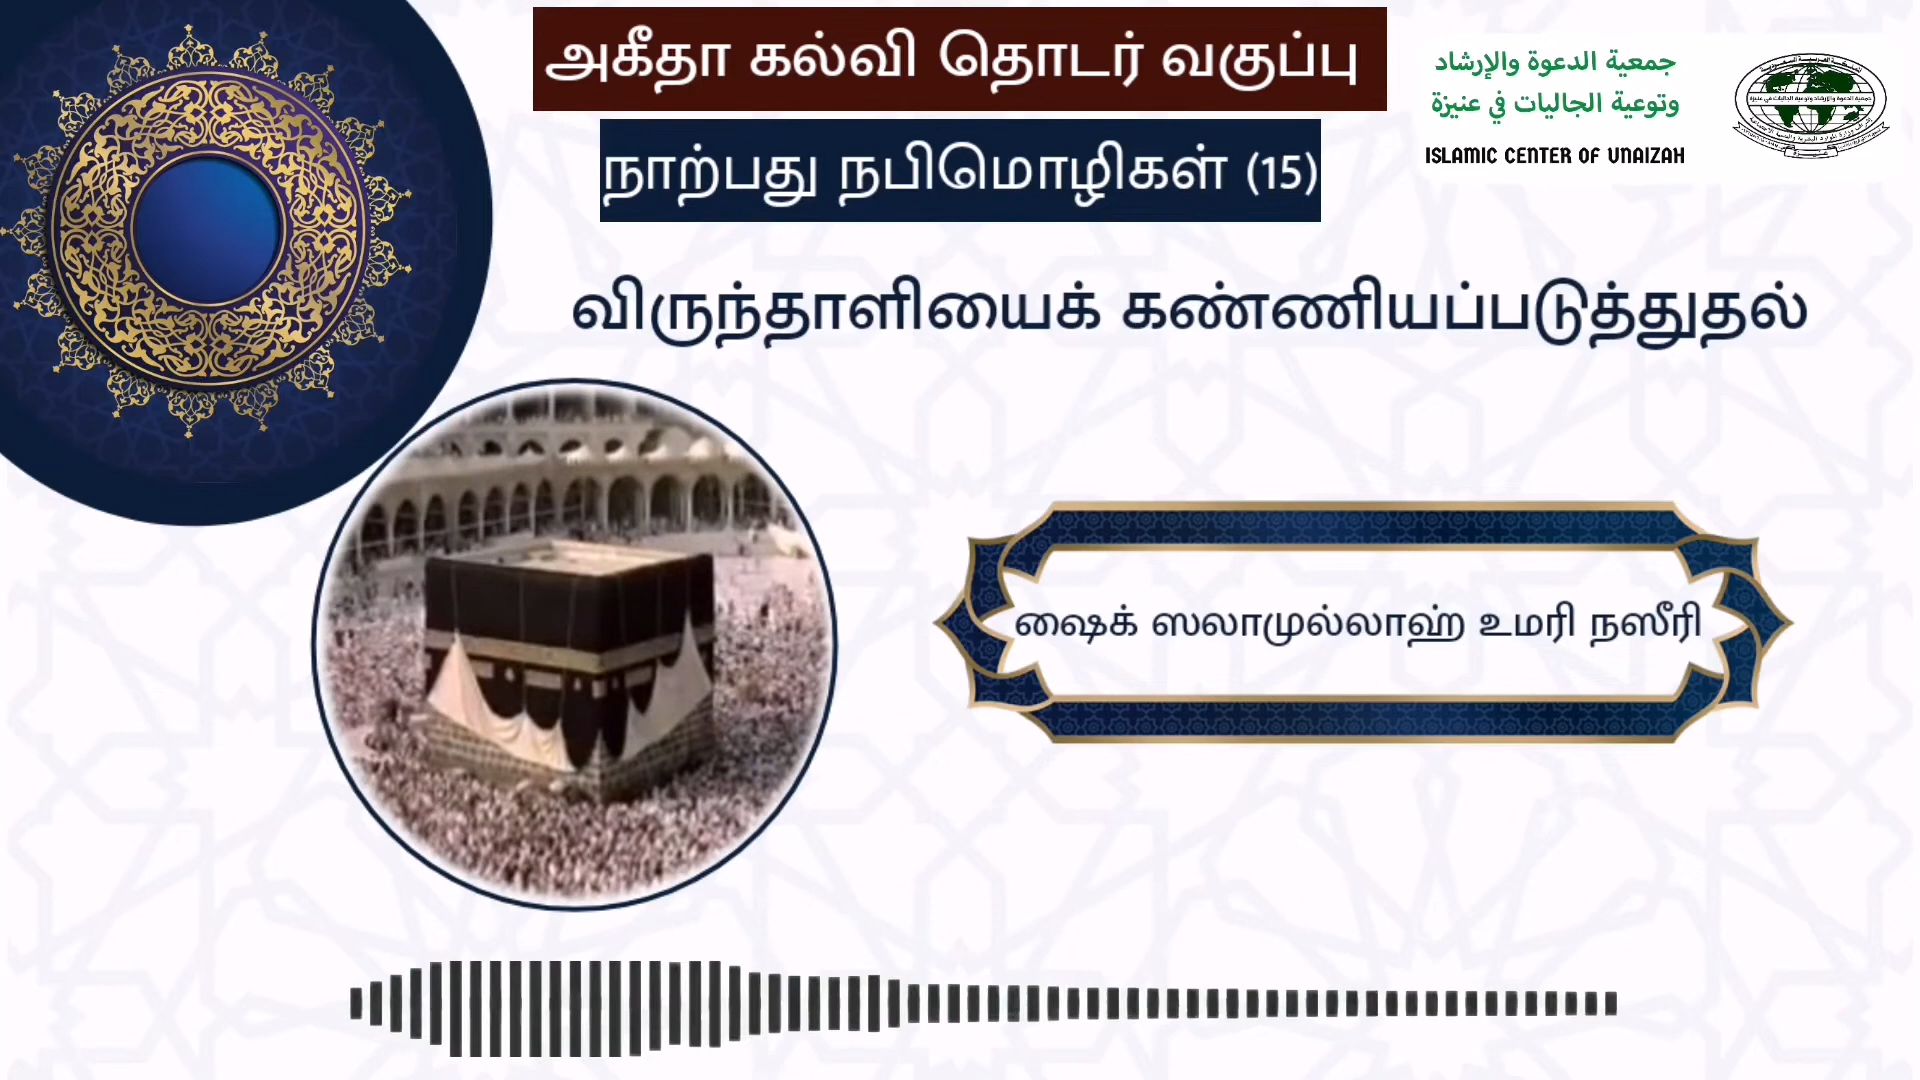 அகீதா கல்வி தொடர் வகுப்பு
நாற்பது நபிமொழிகள் (15)
جمعية الدعوة والإرشاد
وتوعية الجاليات في عنيزة
ISLAMIC CENTER OF UNAIZAH
விருந்தாளியைக் கண்ணியப்படுத்துதல்
ஷைக் ஸலாமுல்லாஹ் உமரி நஸீரி